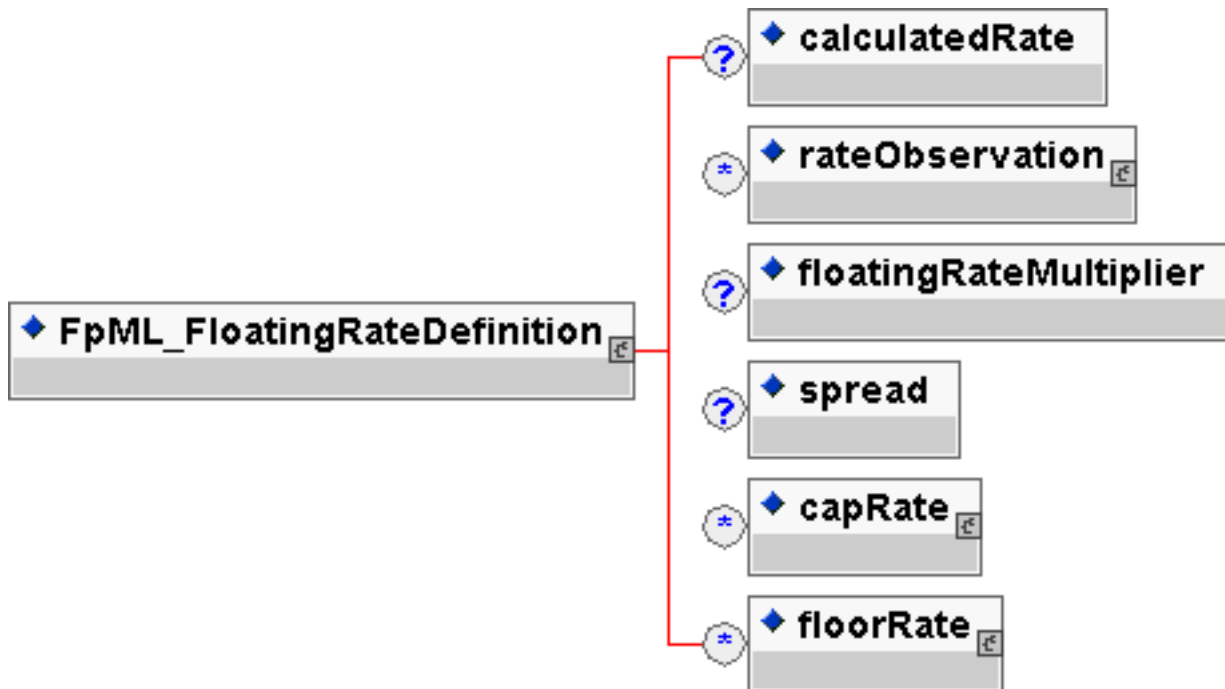 ? calculatedRate
* rateObservation
? floatingRateMultiplier
FpML_FloatingRateDefinition
? spread
* capRate
* floorRate